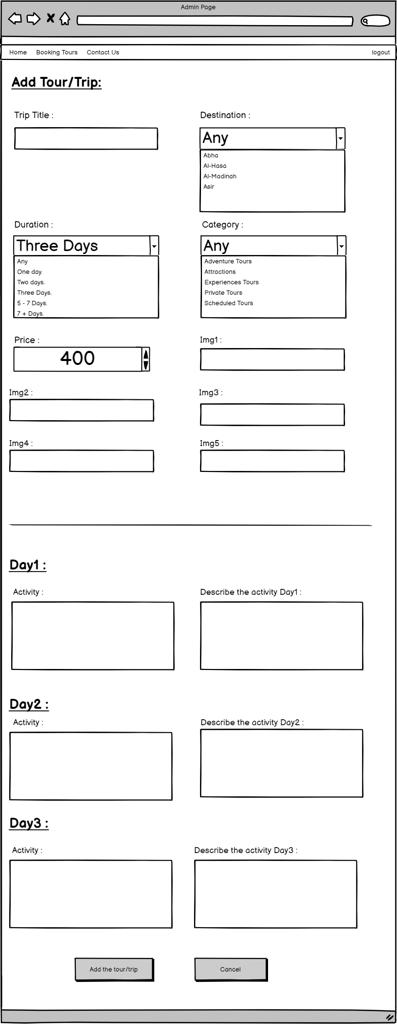 Admin Page
Home Booking Tours Contact Us logout
Add Tour/Trip:
Trip Title : Destination :
Any
Abha
Al-Hasa
Al-Madinah
Asir
Duration : Category :
Three Days Any
Any Adventure Tours
One day. Attractions
Two days. Experiences Tours
Three Days. Private Tours
5 - 7 Days. Scheduled Tours
7 + Days.
Price : Img1 :
400
Img2 : Img3 :
Img4 : Img5 :
Day1 :
Activity : Describe the activity Day1 :
Day2 :
Activity : Describe the activity Day2 :
Day3 :
Activity : Describe the activity Day3 :
Add the tour/trip Cancel